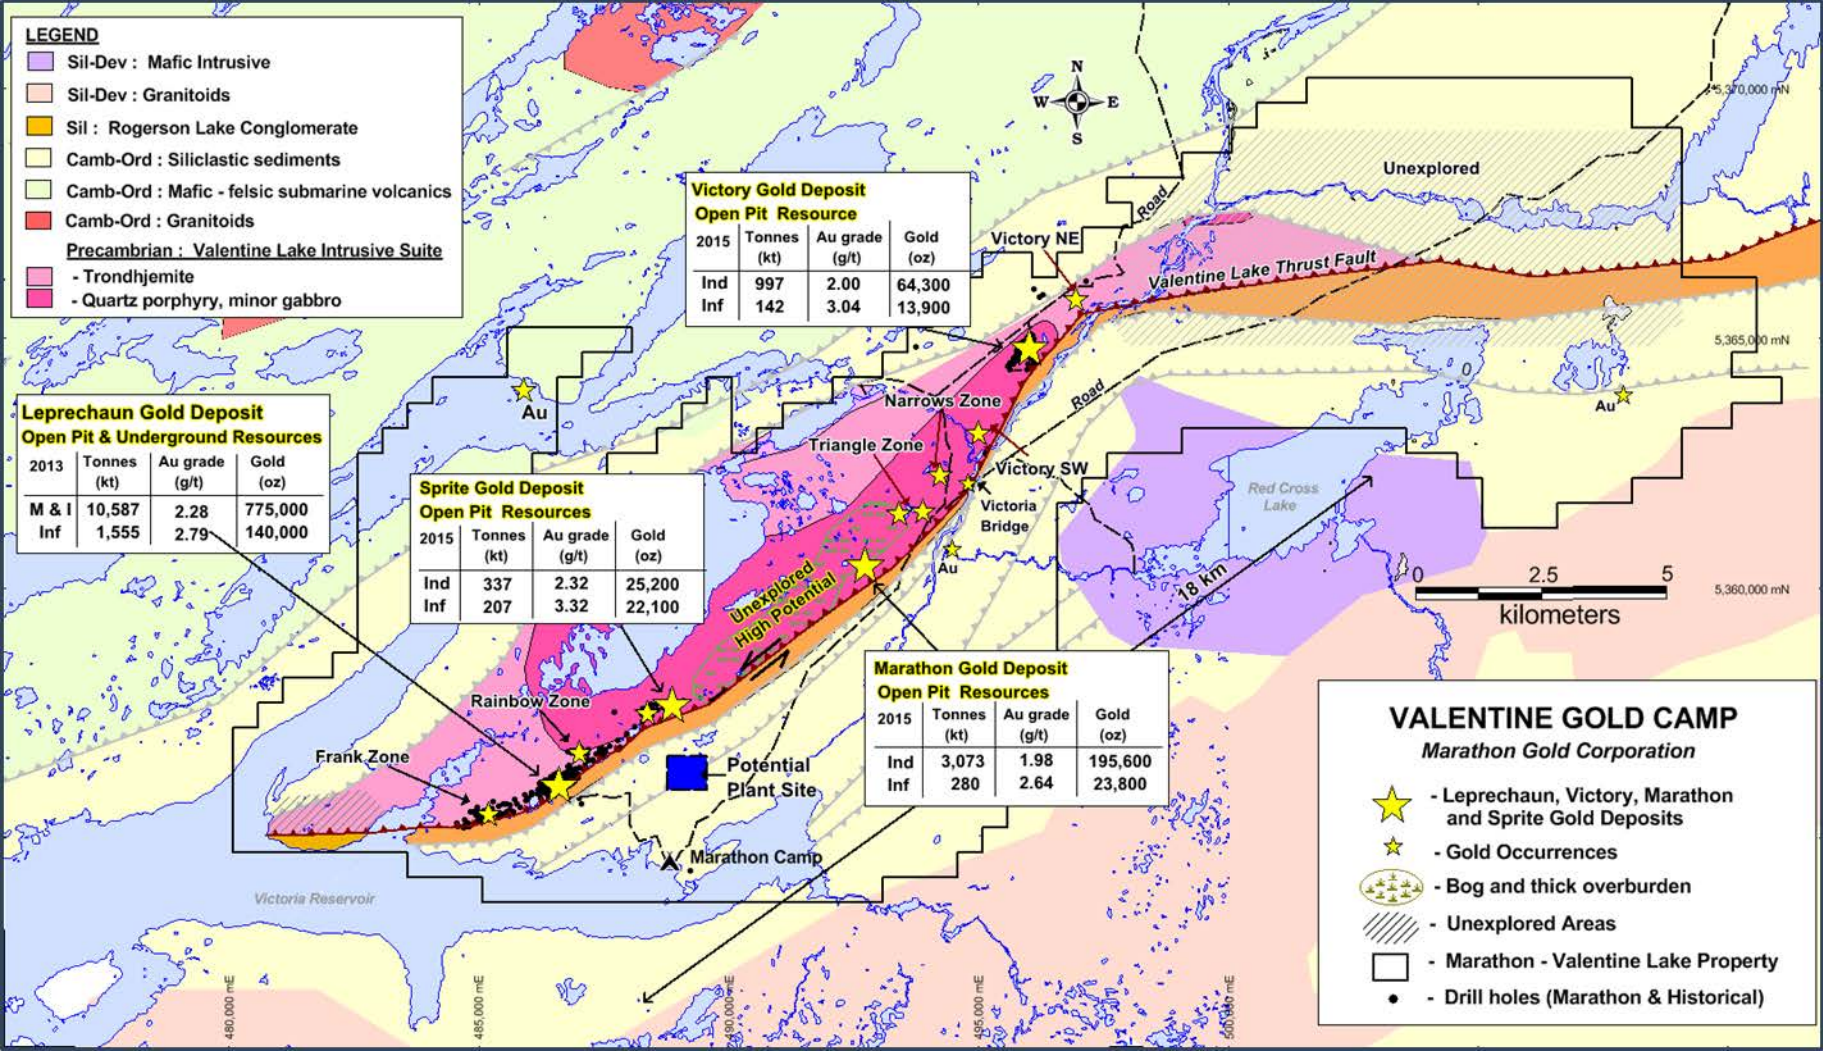 LEGEND
Sil-Dev : Mafic Intrusive
Sil-Dev : Granitoids
Sil : Rogerson Lake Conglomerate
Camb-Ord : Siliclastic sediments
Camb-Ord : Mafic - felsic submarine volcanics
Camb-Ord : Granitoids
Precambrian : Valentine Lake Intrusive Suite
- Trondhjemite
- Quartz porphyry, minor gabbro
N
W E
S
5,370,000 mN
Unexplored
Road
Victory Gold Deposit
Open Pit Resource
2015 Tonnes (kt) Au grade (g/t) Gold (oz)
Ind 997 2.00 64,300
Inf 142 3.04 13,900
Victory NE
Valentine Lake Thrust Fault
5,365,000 mN
0
Au
Road
Au
Leprechaun Gold Deposit
Open Pit & Underground Resources
2013 Tonnes (kt) Au grade (g/t) Gold (oz)
M & I 10,587 2.28 775,000
Inf 1,555 2.79 140,000
Narrows Zone
Triangle Zone
Victory SW
Victoria
Bridge
Au
Sprite Gold Deposit
Open Pit Resources
2015 Tonnes (kt) Au grade (g/t) Gold (oz)
Ind 337 2.32 25,200
Inf 207 3.32 22,100
Red Cross
Lake
18 km
0 2.5 5
kilometers
5,360,000 mN
Unexplored
High Potential
Marathon Gold Deposit
Open Pit Resources
2015 Tonnes (kt) Au grade (g/t) Gold (oz)
Ind 3,073 1.98 195,600
Inf 280 2.64 23,800
Rainbow Zone
Frank Zone
Potential
Plant Site
Marathon Camp
Victoria Reservoir
480,000 mE
485,000 mE
490,000 mE
495,000 mE
500,000 mE
VALENTINE GOLD CAMP
Marathon Gold Corporation
- Leprechaun, Victory, Marathon
and Sprite Gold Deposits
- Gold Occurrences
- Bog and thick overburden
- Unexplored Areas
- Marathon - Valentine Lake Property
- Drill holes (Marathon & Historical)